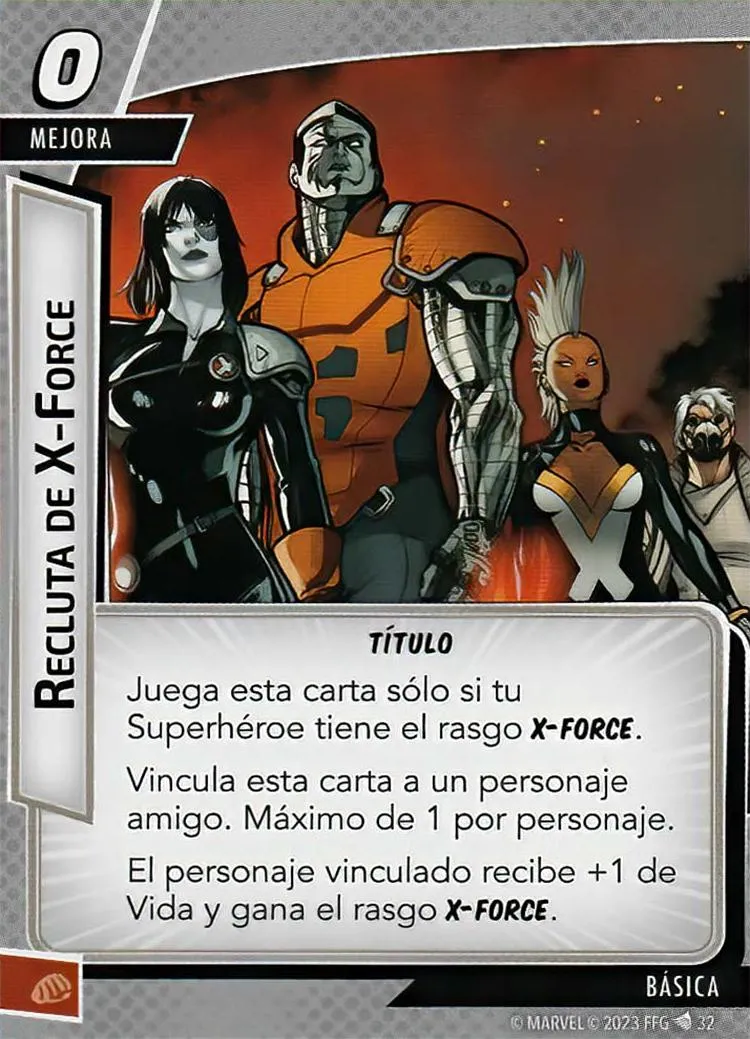 0
MEJORA
RECLUTA DE X-FORCE
TÍTULO
Juega esta carta sólo si tu
Superhéroe tiene el rasgo X-FORCE.
Vincula esta carta a un personaje
amigo. Máximo de 1 por personaje.
El personaje vinculado recibe +1 de
Vida y gana el rasgo X-FORCE.
BÁSICA
© MARVEL © 2023 FFG 32
X